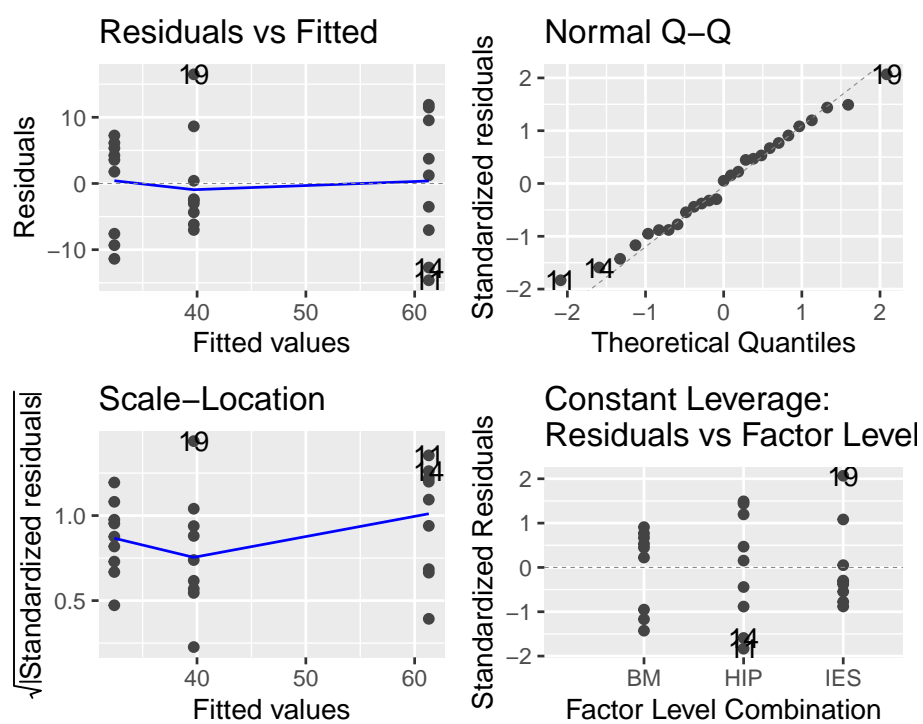 Residuals vs Fitted
19
10
0
−10
14
11
40
50
60
Residuals
Fitted values
Normal Q−Q
19
2
1
0
−1
−2
11
14
−2
−1
0
1
2
Standardized residuals
Theoretical Quantiles
Scale−Location
19
11
14
1.0
0.5
40
50
60
√|Standardized residuals|
Fitted values
Constant Leverage:
Residuals vs Factor Level
19
2
1
0
−1
−2
14
11
BM
HIP
IES
Standardized Residuals
Factor Level Combination